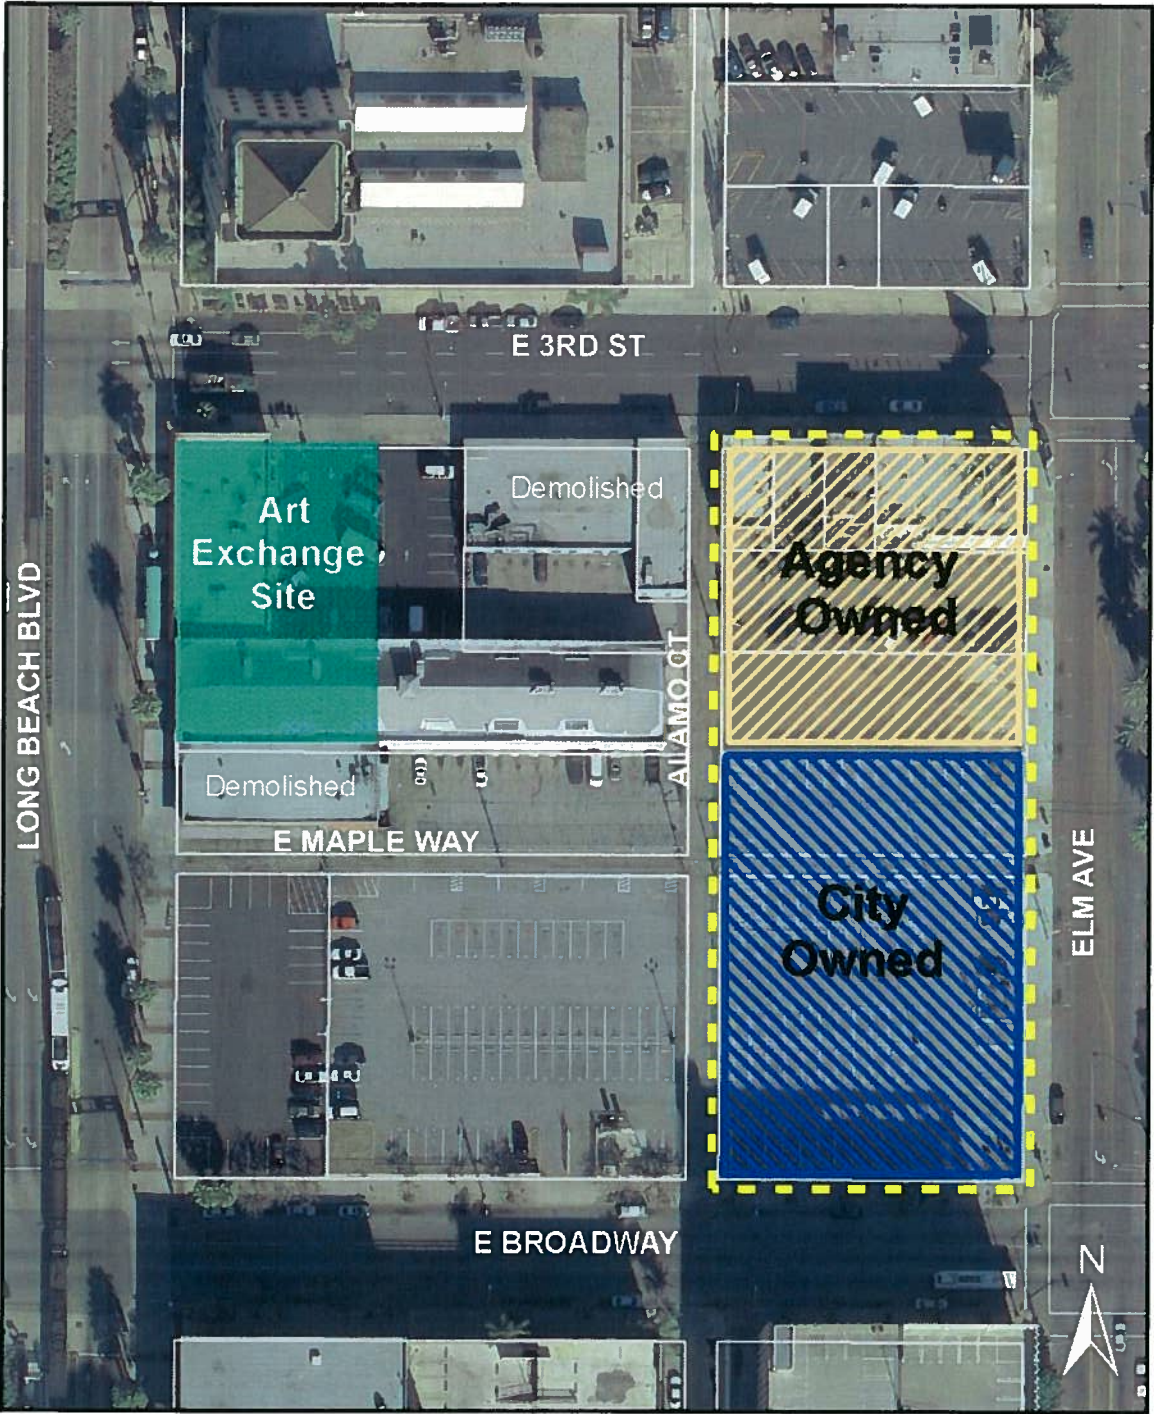 E 3RD ST
Demolished
Art
Exchange
Site
Agency
Owned
LONG BEACH BLVD
ALAMO CT
Demolished
E MAPLE WAY
City
Owned
ELM AVE
E BROADWAY
N